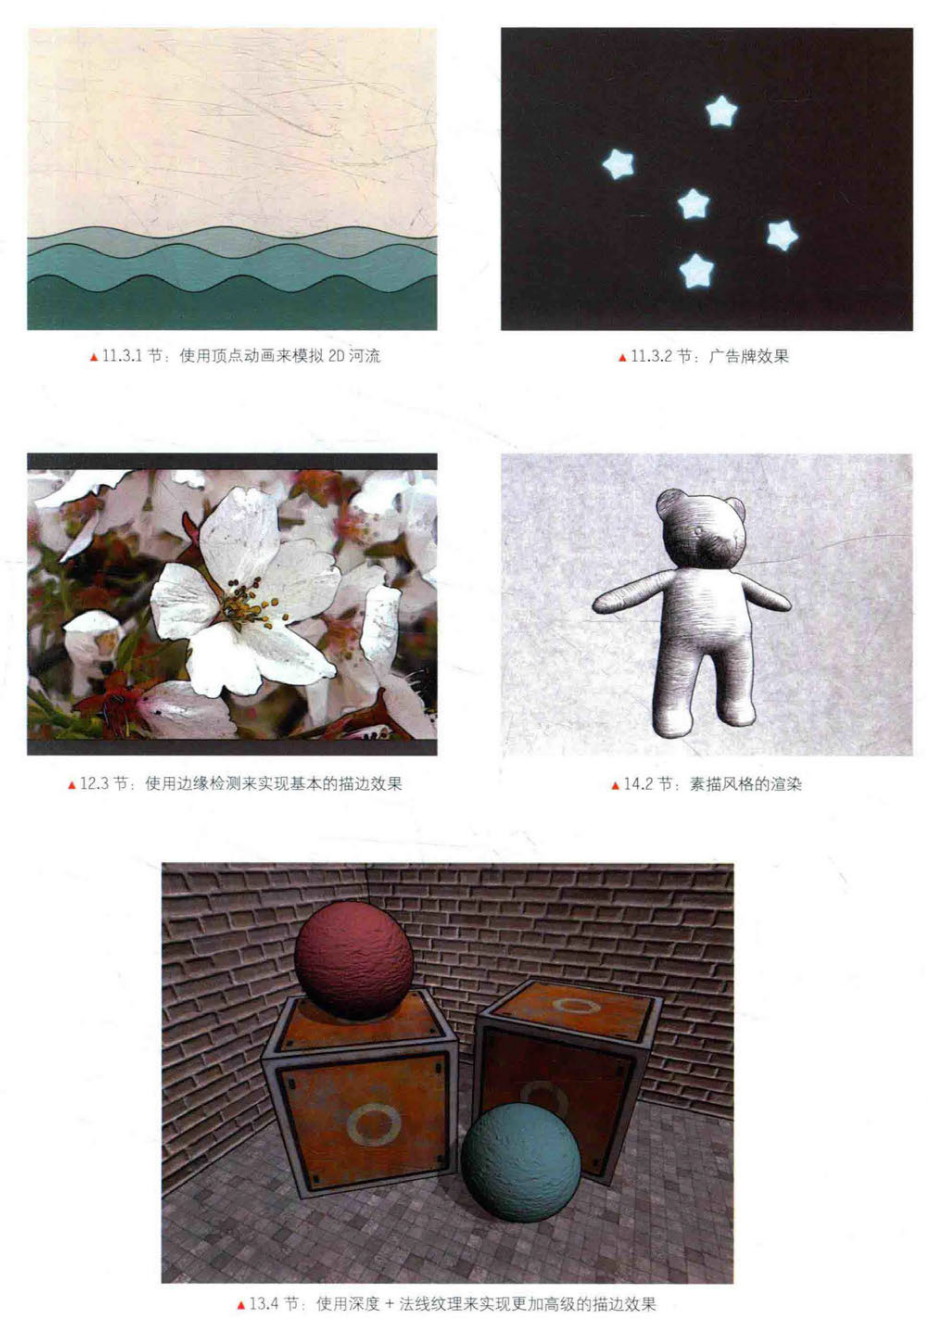 ▲11.3.1 节：使用顶点动画来模拟 2D 河流
▲11.3.2 节：广告牌效果
▲12.3 节：使用边缘检测来实现基本的描边效果
▲14.2 节：素描风格的渲染
▲13.4 节：使用深度 + 法线纹理来实现更加高级的描边效果